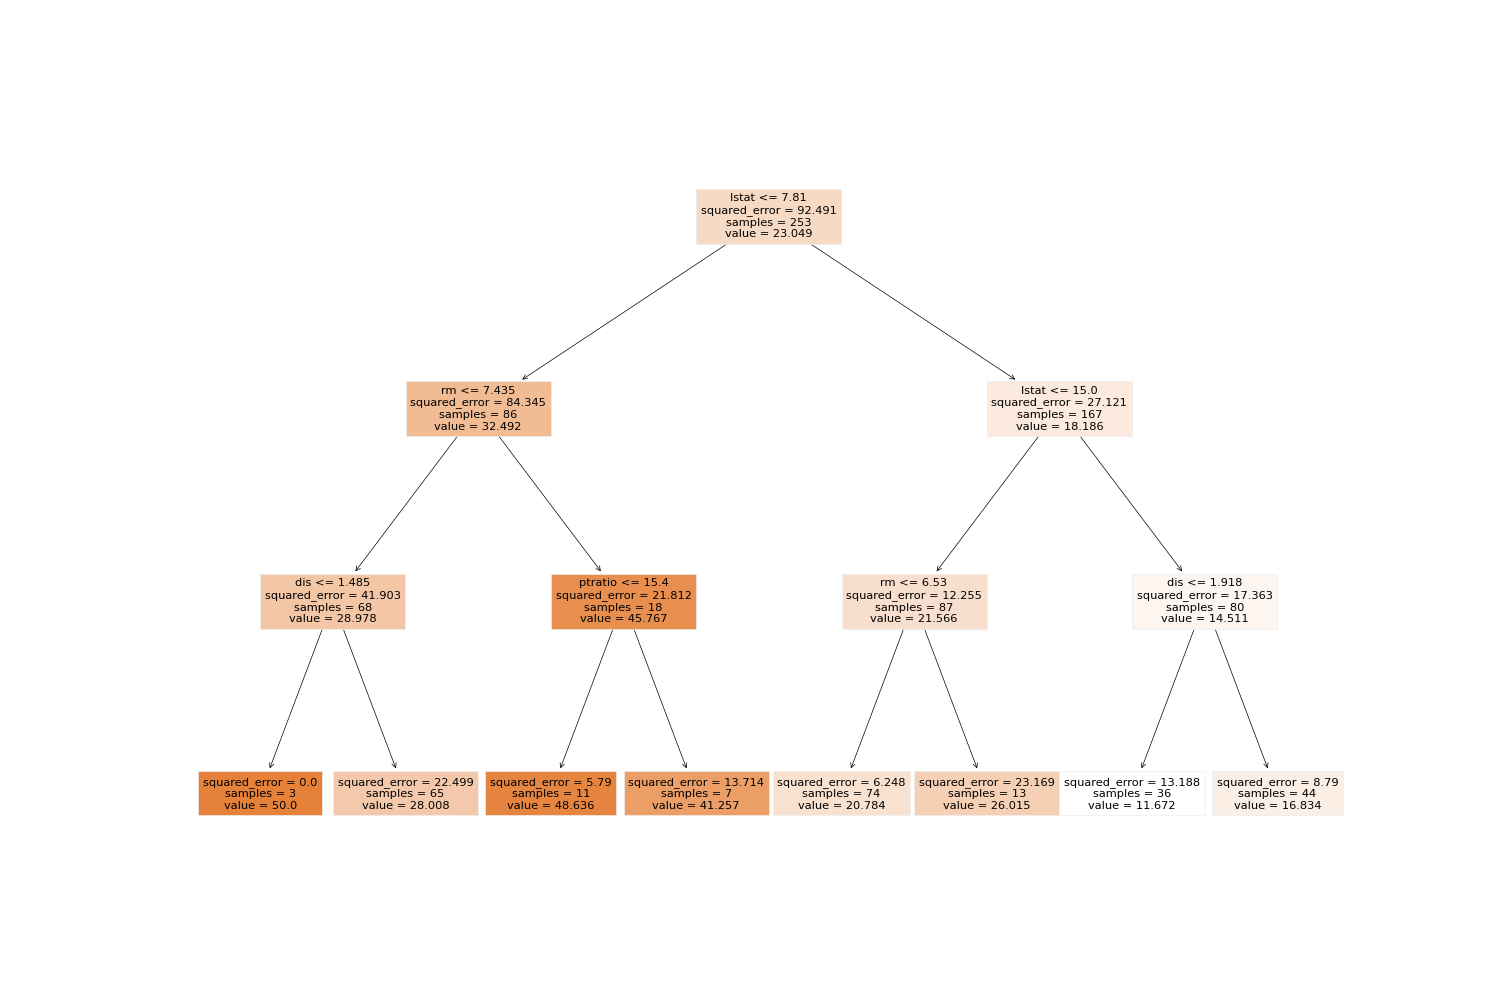 lstat <= 7.81
squared_error = 92.491
samples = 253
value = 23.049
rm <= 7.435
squared_error = 84.345
samples = 86
value = 32.492
lstat <= 15.0
squared_error = 27.121
samples = 167
value = 18.186
dis <= 1.485
squared_error = 41.903
samples = 68
value = 28.978
ptratio <= 15.4
squared_error = 21.812
samples = 18
value = 45.767
rm <= 6.53
squared_error = 12.255
samples = 87
value = 21.566
dis <= 1.918
squared_error = 17.363
samples = 80
value = 14.511
squared_error = 0.0
samples = 3
value = 50.0
squared_error = 22.499
samples = 65
value = 28.008
squared_error = 5.79
samples = 11
value = 48.636
squared_error = 13.714
samples = 7
value = 41.257
squared_error = 6.248
samples = 74
value = 20.784
squared_error = 23.169
samples = 13
value = 26.015
squared_error = 13.188
samples = 36
value = 11.672
squared_error = 8.79
samples = 44
value = 16.834